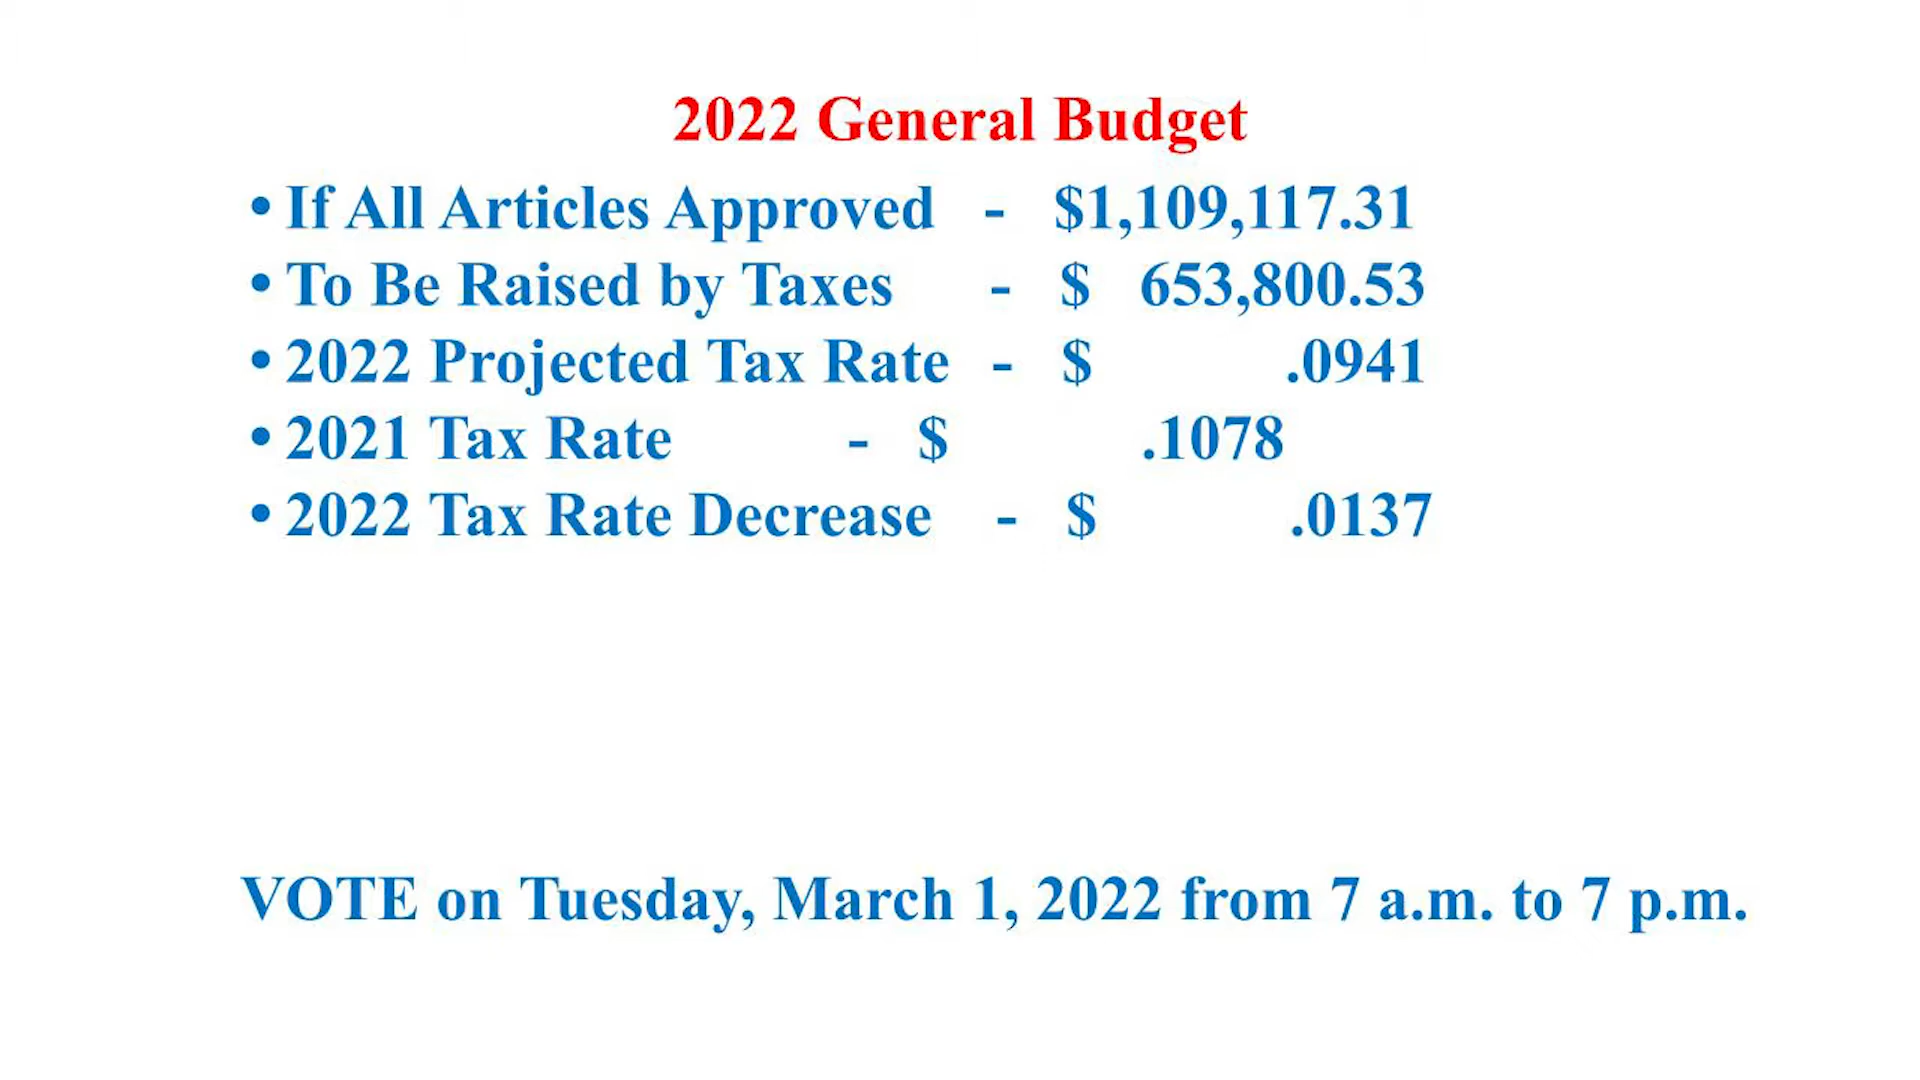 2022 General Budget
• If All Articles Approved - $1,109,117.31
• To Be Raised by Taxes - $ 653,800.53
• 2022 Projected Tax Rate - $ .0941
• 2021 Tax Rate - $ .1078
• 2022 Tax Rate Decrease - $ .0137
VOTE on Tuesday, March 1, 2022 from 7 a.m. to 7 p.m.